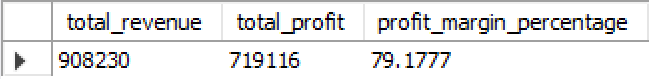 total_revenue total_profit profit_margin_percentage
908230 719116 79.1777